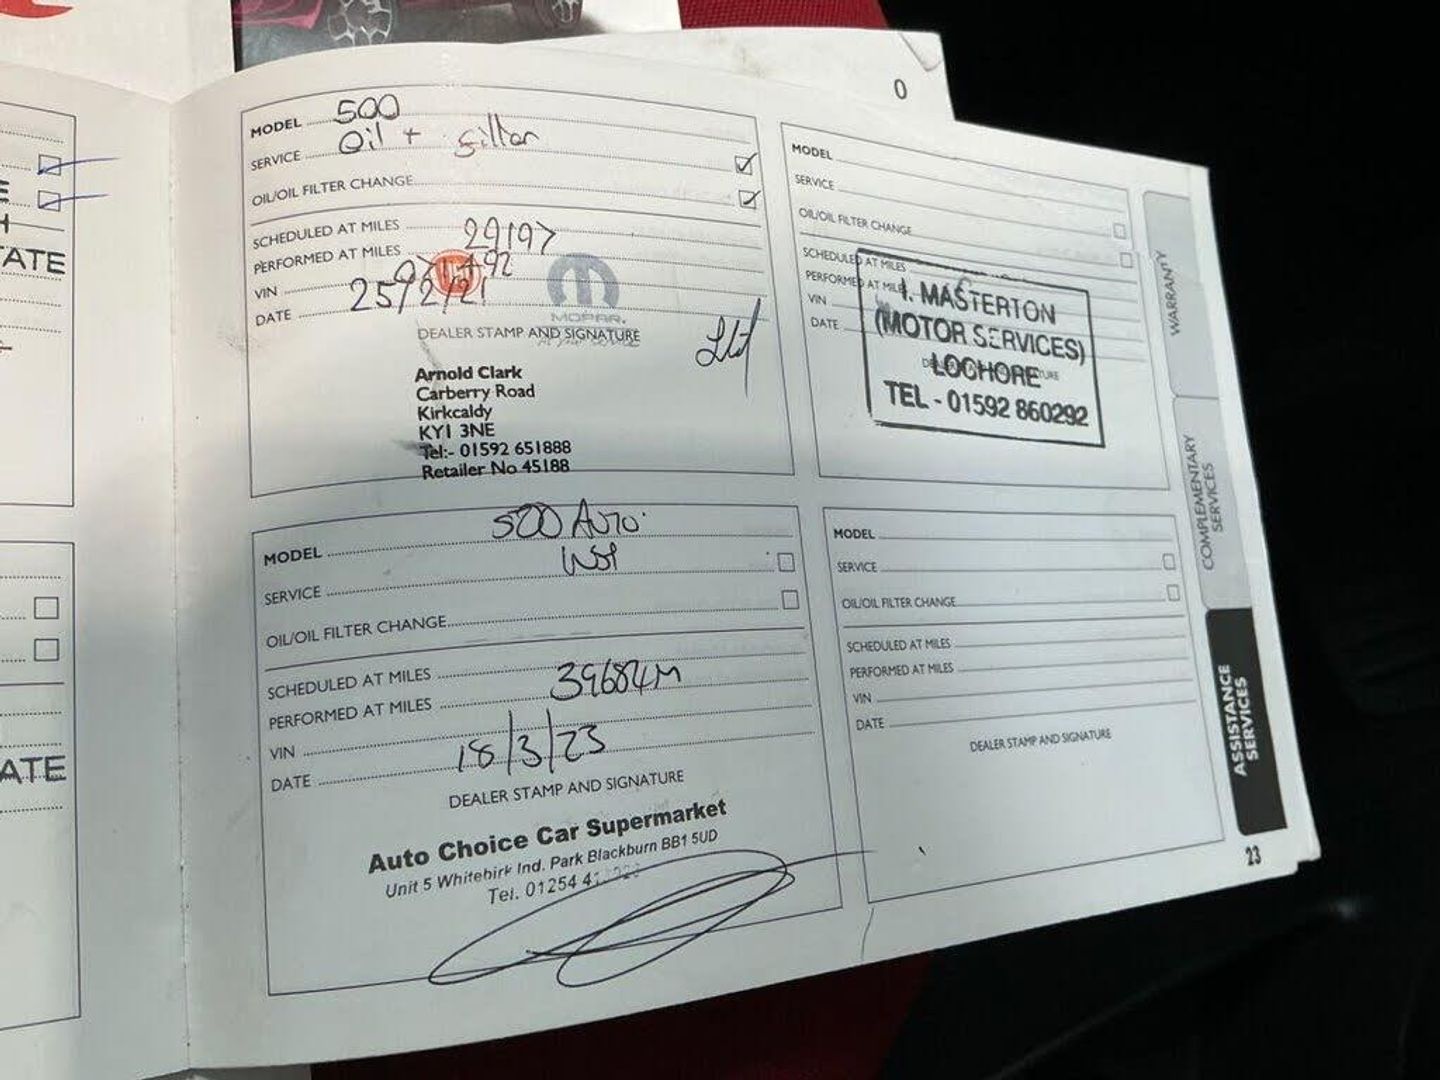 O
MODEL 500
SERVICE Oil +
OIL/OIL FILTER CHANGE
SCHEDULED AT MILES
PERFORMED AT MILES 29197
VIN
DATE 25/2/21
MOPAR.
DEALER STAMP AND SIGNATURE
Arnold Clark
Carberry Road
Kirkcaldy
KY1 3NE
Tel:- 01592 651888
Retailer No 45188
MODEL
SERVICE
OIL/OIL FILTER CHANGE
SCHEDULED AT MILES
PERFORMED AT MILES
VIN
DATE
I. MASTERTON
(MOTOR SERVICES)
LOCHORE
TEL - 01592 860292
MODEL 500 Auto.
SERVICE
OIL/OIL FILTER CHANGE
SCHEDULED AT MILES
PERFORMED AT MILES 39684M
VIN
DATE 18/3/23
DEALER STAMP AND SIGNATURE
Auto Choice Car Supermarket
Unit 5 Whitebirk Ind. Park Blackburn BB1 5UD
Tel. 01254
MODEL
SERVICE
OIL/OIL FILTER CHANGE
SCHEDULED AT MILES
PERFORMED AT MILES
VIN
DATE
DEALER STAMP AND SIGNATURE
WARRANTY
COMPLEMENTARY
SERVICES
ASSISTANCE
SERVICES
23